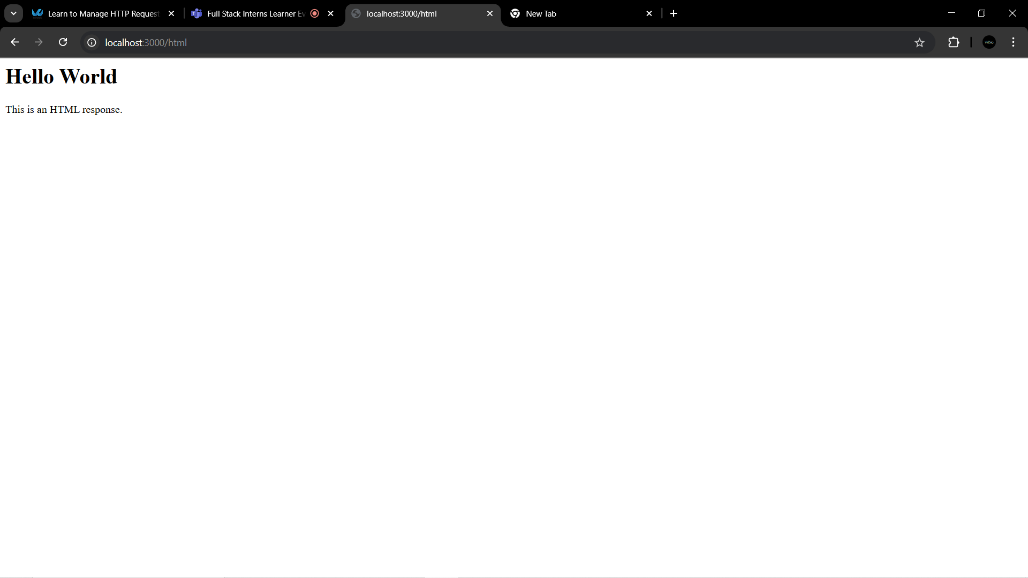 Learn to Manage HTTP Request
Full Stack Interns Learner Ev
localhost:3000/html
New Tab
localhost:3000/html
Hello World
This is an HTML response.